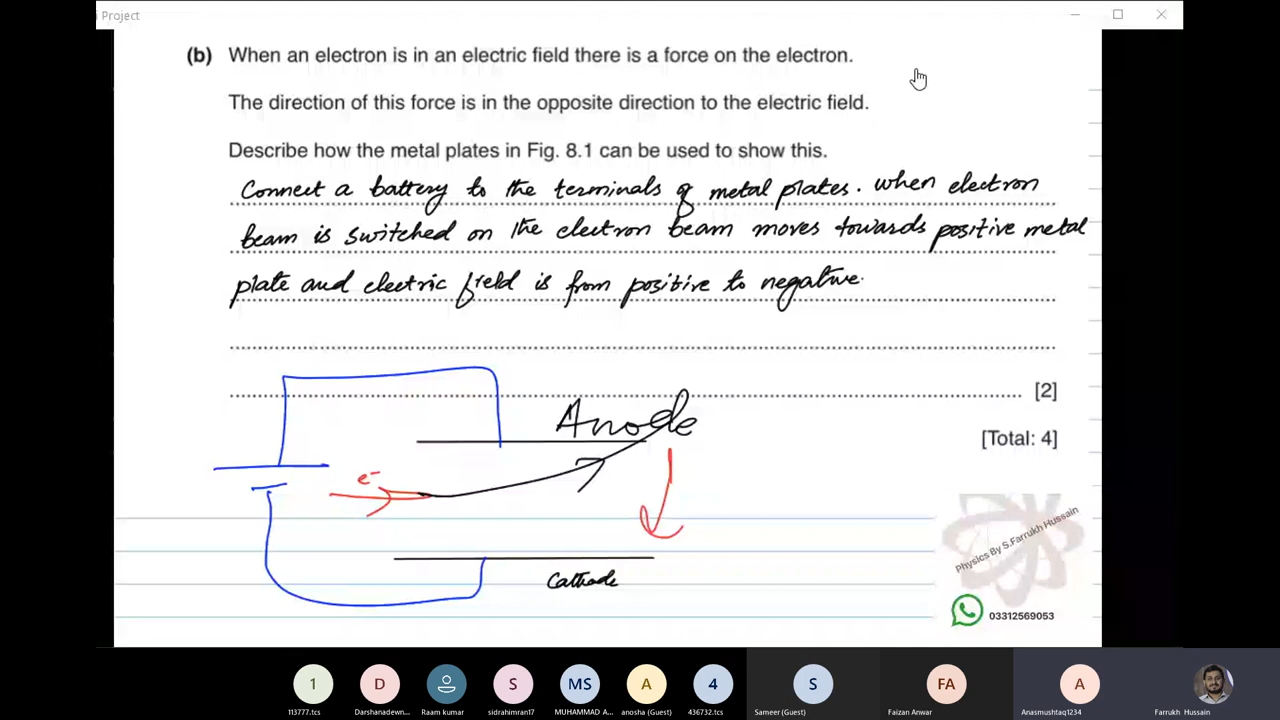 i Project
(b) When an electron is in an electric field there is a force on the electron.
The direction of this force is in the opposite direction to the electric field.
Describe how the metal plates in Fig. 8.1 can be used to show this.
Connect a battery to the terminals of metal plates. when electron
beam is switched on the electron beam moves towards positive metal
plate and electric field is from positive to negative.
[2]
Anode
[Total: 4]
e-
Physics By S.Farrukh Hussain
Cathode
03312569053
1 D S MS A 4 S FA A
113777.tcs Darshanadewn... Raam kumar sidrahimran17 MUHAMMAD A... anosha (Guest) 436732.tcs Sameer (Guest) Faizan Anwar Anasmushtaq1234 Farrukh Hussain